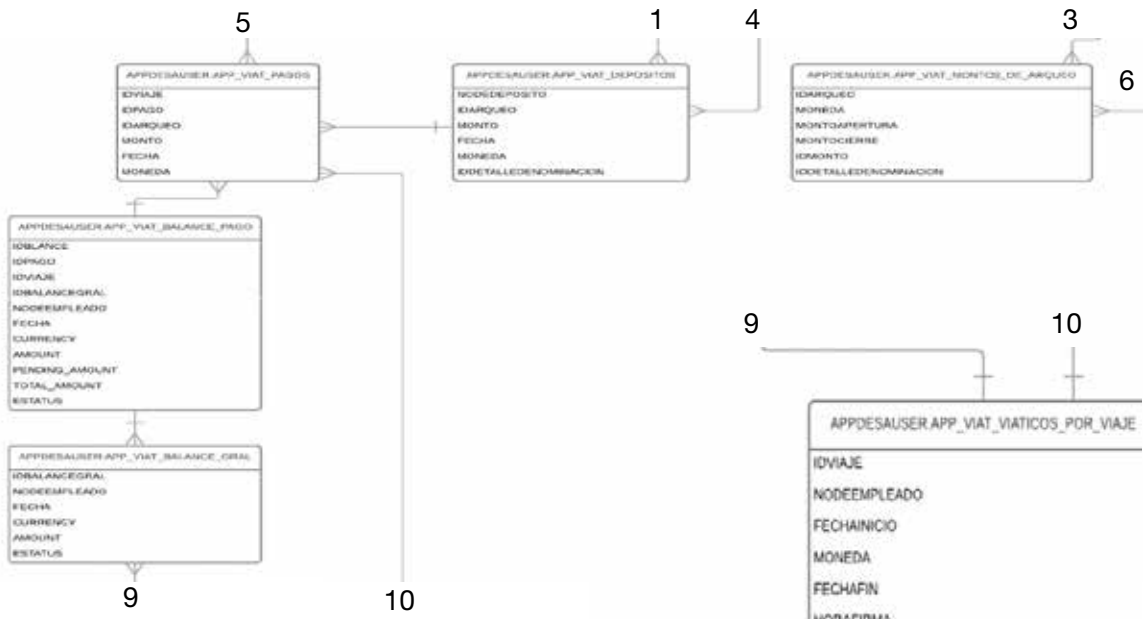 5
1
4
3
6
APPDESAUSER.APP_VIAT_PAGOS
IDVIAJE
IDPAGO
IDARQUEO
MONTO
FECHA
MONEDA
APPDESAUSER.APP_VIAT_DEPOSITOS
NODEDEPOSITO
IDARQUEO
MONTO
FECHA
MONEDA
IDDETALLEDENOMINACION
APPDESAUSER.APP_VIAT_MONTOS_DE_ARQUEO
IDARQUEO
MONEDA
MONTOAPERTURA
MONTOCIERRE
IDMONTO
IDDETALLEDENOMINACION
APPDESAUSER.APP_VIAT_BALANCE_PAGO
IDBLANCE
IDPAGO
IDVIAJE
IDBALANCEGRAL
NODEEMPLEADO
FECHA
CURRENCY
AMOUNT
PENDING_AMOUNT
TOTAL_AMOUNT
ESTATUS
APPDESAUSER.APP_VIAT_BALANCE_GRAL
IDBALANCEGRAL
NODEEMPLEADO
FECHA
CURRENCY
AMOUNT
ESTATUS
9
10
9
10
APPDESAUSER.APP_VIAT_VIATICOS_POR_VIAJE
IDVIAJE
NODEEMPLEADO
FECHAINICIO
MONEDA
FECHAFIN
HORAFIRMA